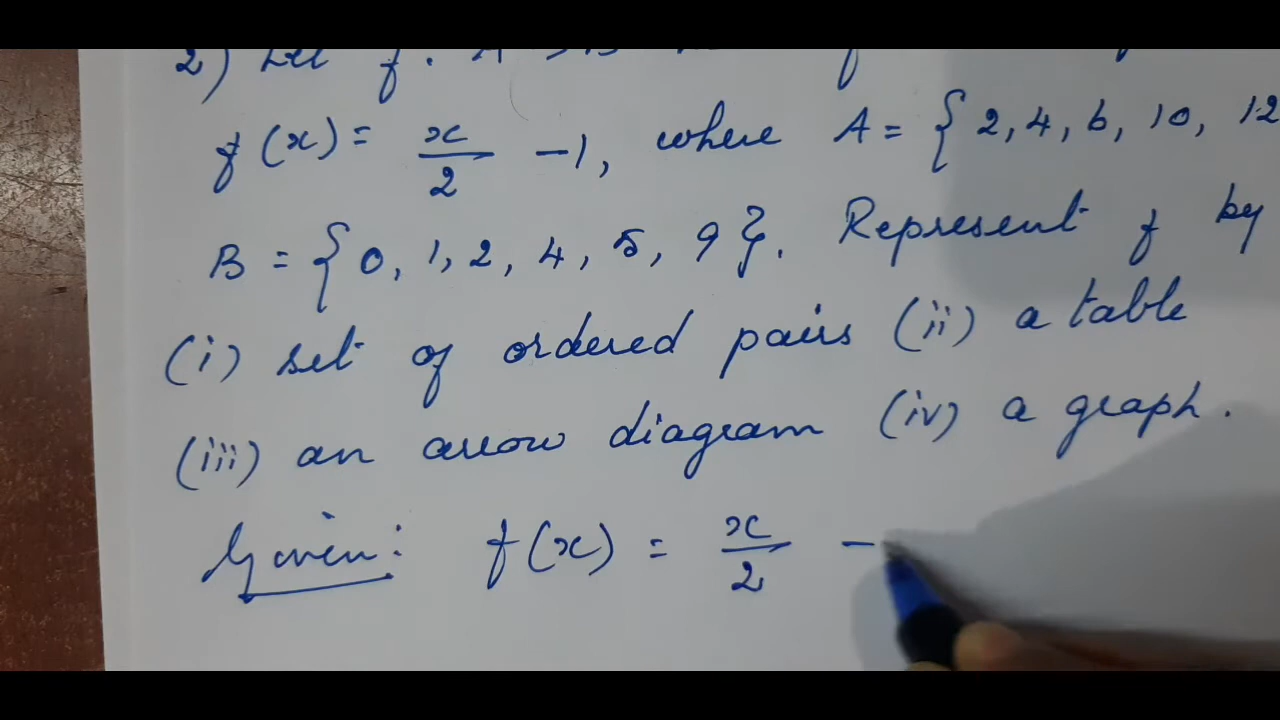 2) Let f : A
f(x) = x/2 - 1, where A = { 2, 4, 6, 10, 12
B = { 0, 1, 2, 4, 5, 9 }. Represent f by
(i) set of ordered pairs (ii) a table
(iii) an arrow diagram (iv) a graph.
Given: f(x) = x/2 -